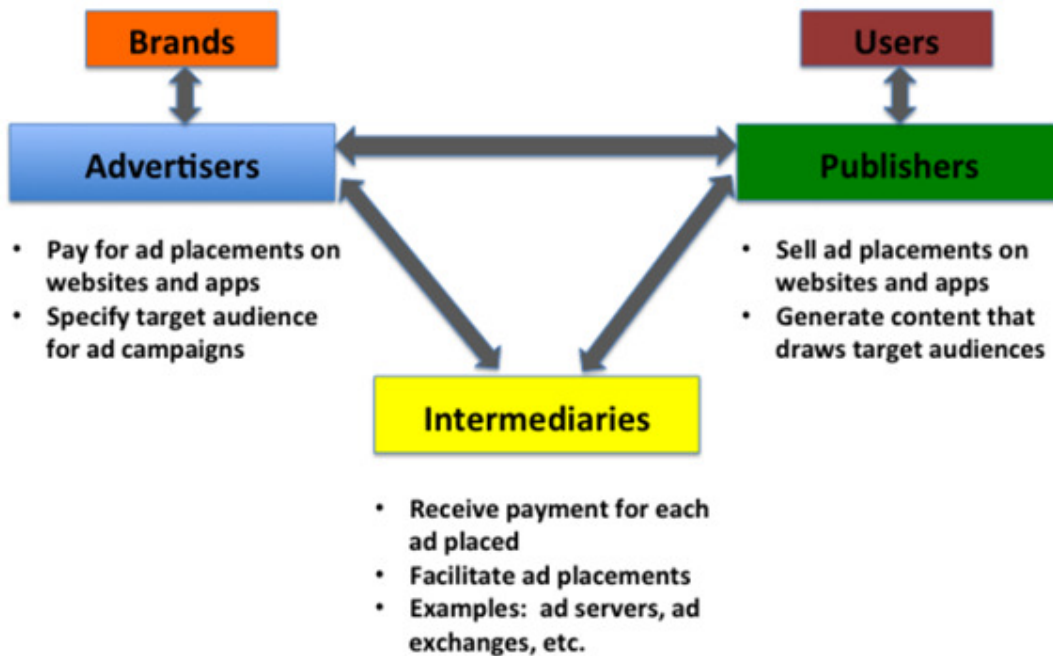 Brands
Users
Advertisers
Publishers
• Pay for ad placements on
websites and apps
• Specify target audience
for ad campaigns
• Sell ad placements on
websites and apps
• Generate content that
draws target audiences
Intermediaries
• Receive payment for each
ad placed
• Facilitate ad placements
• Examples: ad servers, ad
exchanges, etc.